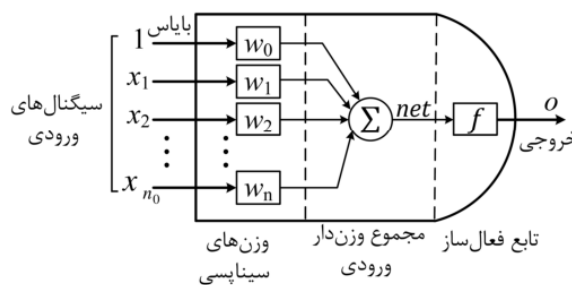 بایاس
1 w₀
سیگنال‌های
ورودی
x₁ w₁
x₂ w₂
Σ net f o
خروجی
xₙ₀ wₙ
وزن‌های
سیناپسی
مجموع وزن‌دار
ورودی
تابع فعال‌ساز